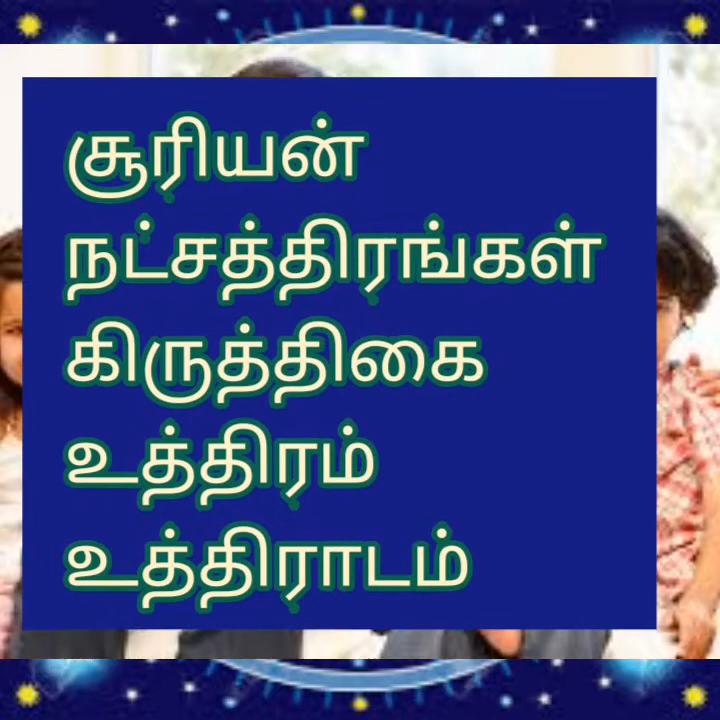 சூரியன்
நட்சத்திரங்கள்
கிருத்திகை
உத்திரம்
உத்திராடம்